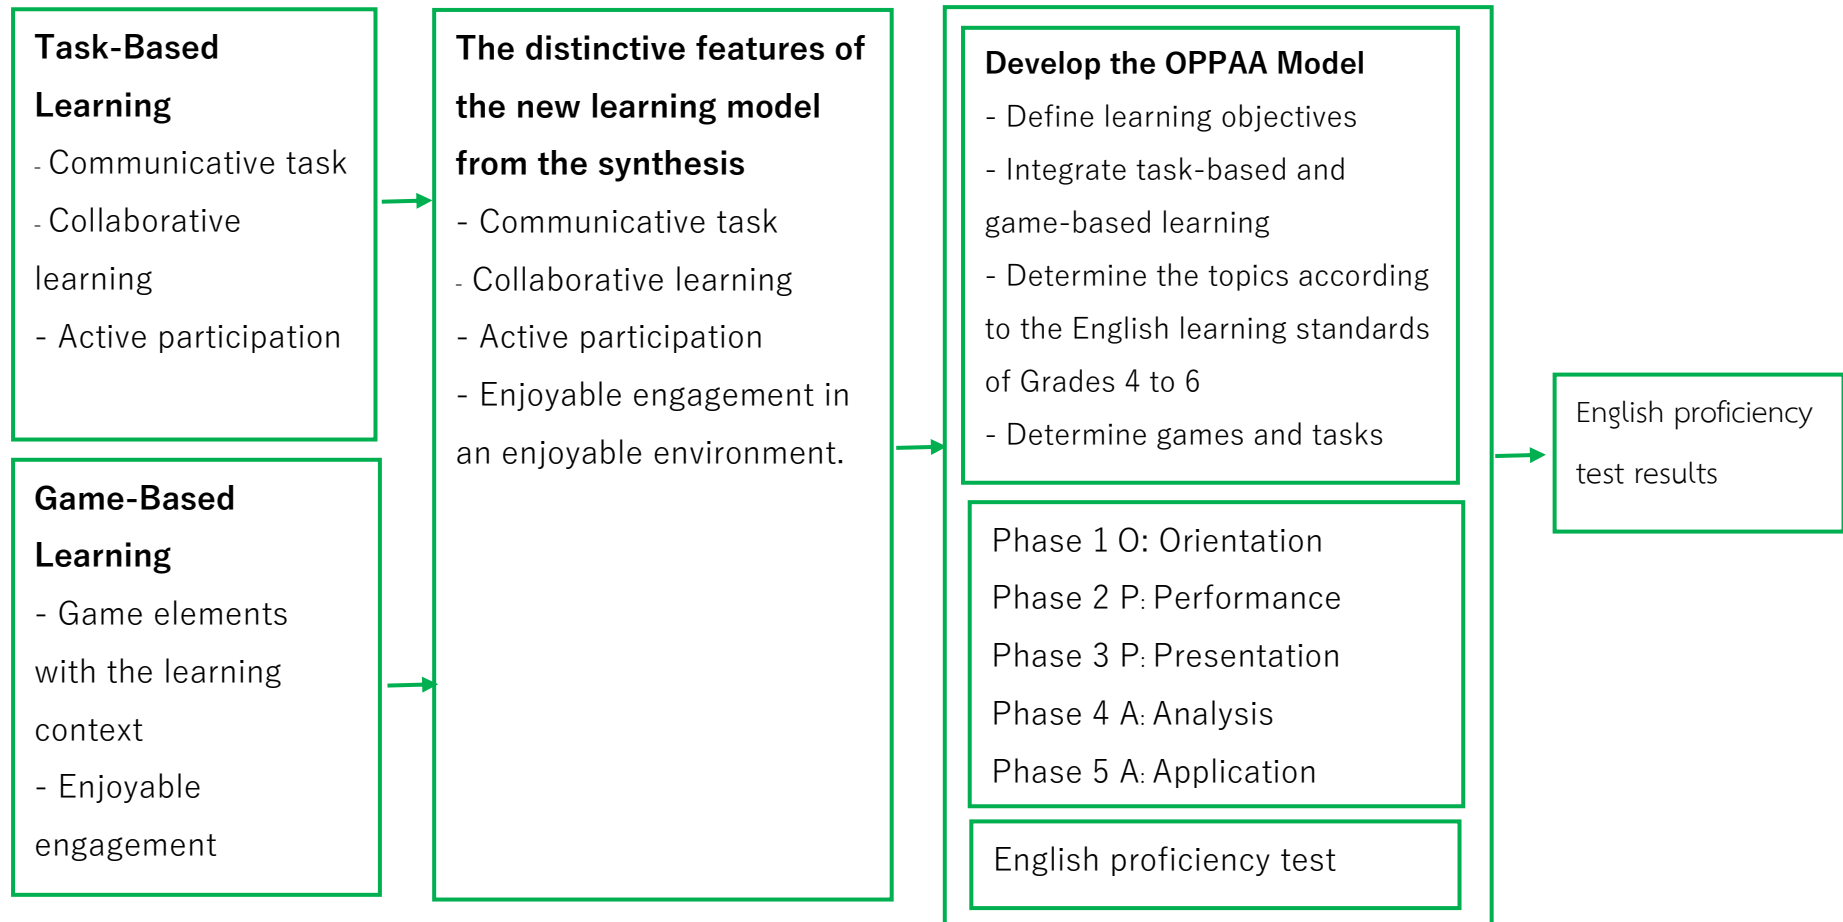 Task-Based
Learning
- Communicative task
- Collaborative
learning
- Active participation
Game-Based
Learning
- Game elements
with the learning
context
- Enjoyable
engagement
The distinctive features of
the new learning model
from the synthesis
- Communicative task
- Collaborative learning
- Active participation
- Enjoyable engagement in
an enjoyable environment.
Develop the OPPAA Model
- Define learning objectives
- Integrate task-based and
game-based learning
- Determine the topics according
to the English learning standards
of Grades 4 to 6
- Determine games and tasks
Phase 1 O: Orientation
Phase 2 P: Performance
Phase 3 P: Presentation
Phase 4 A: Analysis
Phase 5 A: Application
English proficiency test
English proficiency
test results